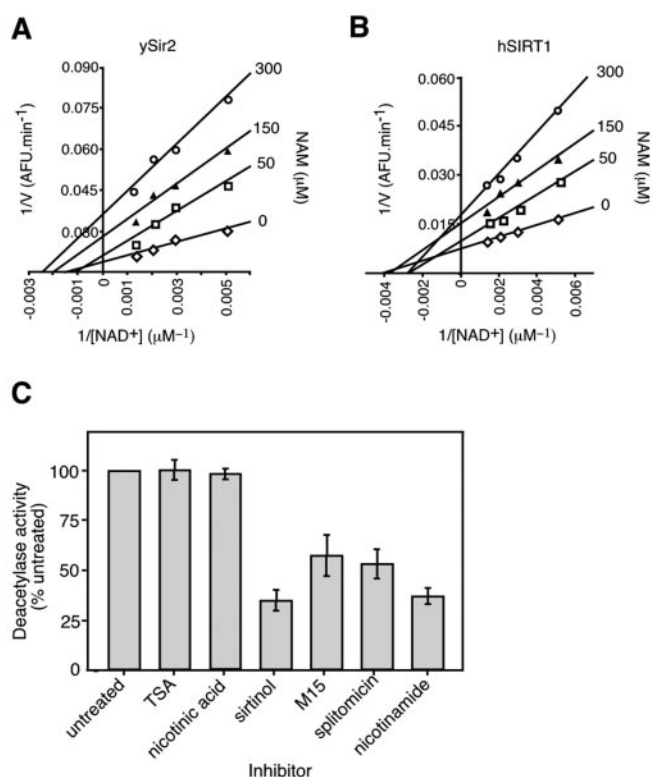 A
ySir2
0.090
0.075
0.060
0.045
0.030
1/V (AFU.min⁻¹)
300
150
50
0
NAM (µM)
-0.003
-0.001
0
0.001
0.003
0.005
1/[NAD+] (µM⁻¹)
B
hSIRT1
0.060
0.045
0.030
0.015
1/V (AFU.min⁻¹)
300
150
50
0
NAM (µM)
-0.004
-0.002
0
0.002
0.004
0.006
1/[NAD+] (µM⁻¹)
C
Deacetylase activity
(% untreated)
100
75
50
25
0
untreated
TSA
nicotinic acid
sirtinol
M15
splitomicin
nicotinamide
Inhibitor